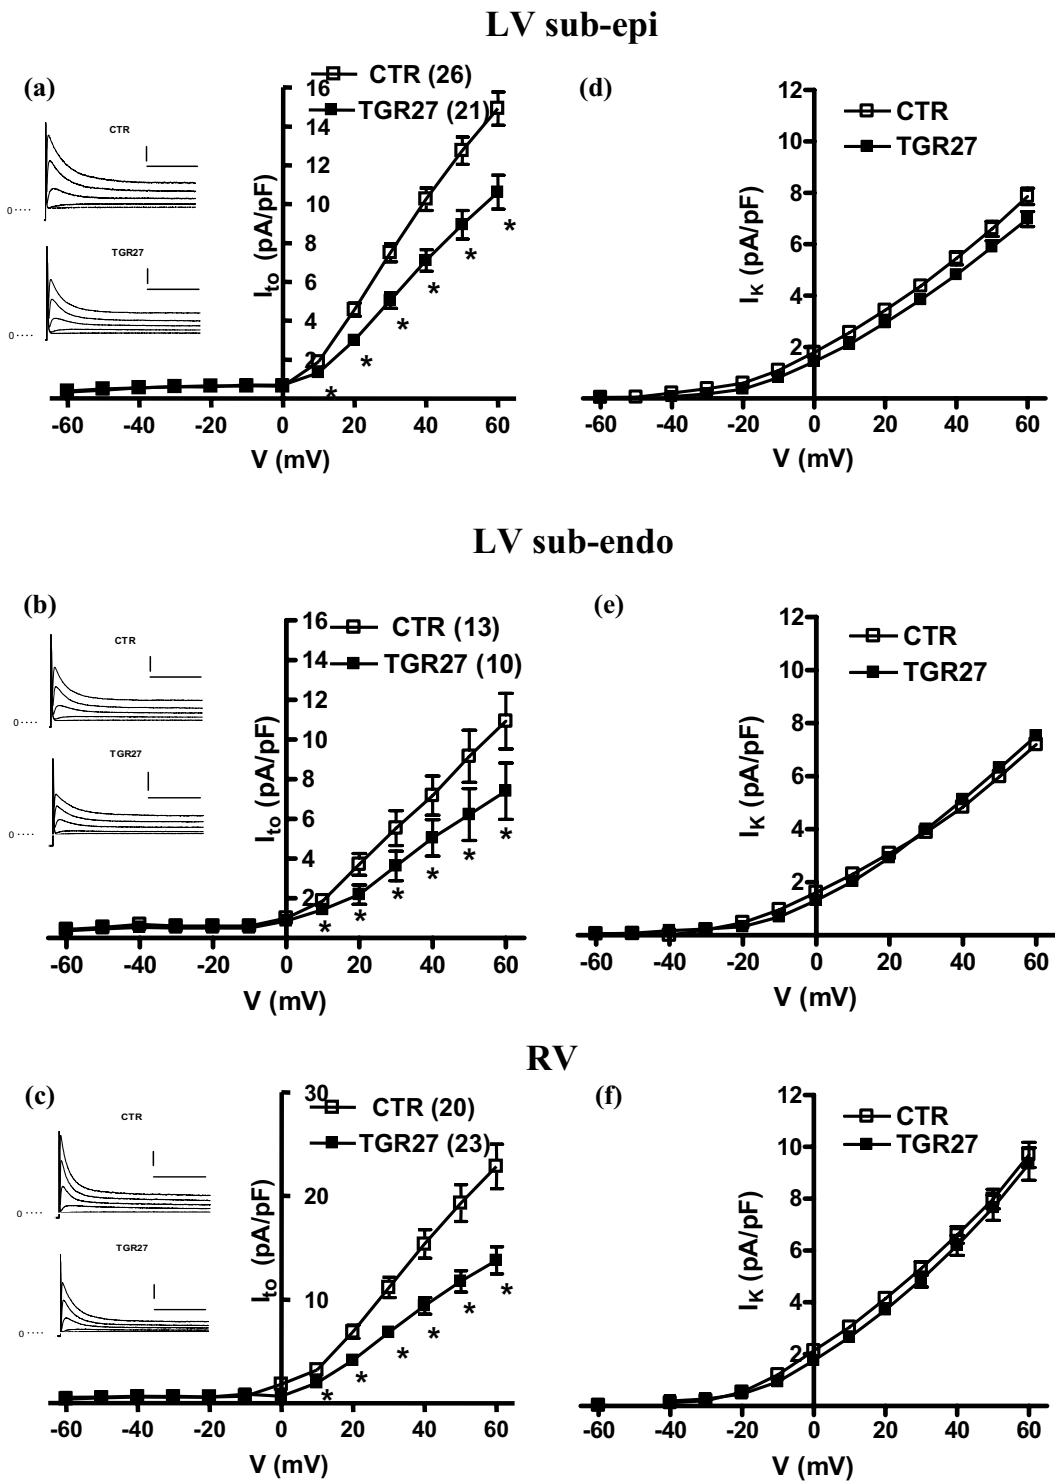 LV sub-epi
(a)
CTR (26)
TGR27 (21)
CTR
TGR27
0
0
16
14
12
10
8
6
4
2
Ito (pA/pF)
* * * * * *
-60 -40 -20 0 20 40 60
V (mV)
(d)
CTR
TGR27
12
10
8
6
4
2
IK (pA/pF)
-60 -40 -20 0 20 40 60
V (mV)
LV sub-endo
(b)
CTR (13)
TGR27 (10)
CTR
TGR27
0
0
16
14
12
10
8
6
4
2
Ito (pA/pF)
* * * * * *
-60 -40 -20 0 20 40 60
V (mV)
(e)
CTR
TGR27
12
10
8
6
4
2
IK (pA/pF)
-60 -40 -20 0 20 40 60
V (mV)
RV
(c)
CTR (20)
TGR27 (23)
CTR
TGR27
0
0
30
20
10
Ito (pA/pF)
* * * * * *
-60 -40 -20 0 20 40 60
V (mV)
(f)
CTR
TGR27
12
10
8
6
4
2
IK (pA/pF)
-60 -40 -20 0 20 40 60
V (mV)